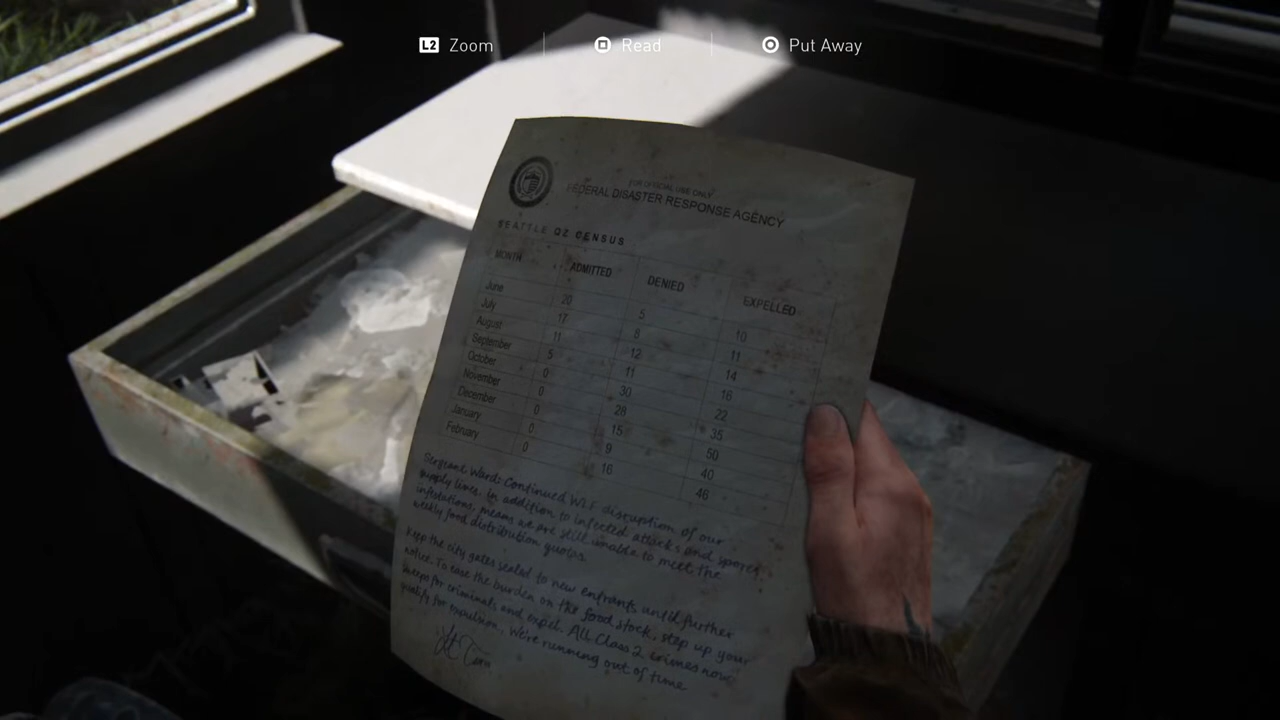 L2 Zoom
Read
Put Away
FOR OFFICIAL USE ONLY
FEDERAL DISASTER RESPONSE AGENCY
SEATTLE QZ CENSUS
MONTH ADMITTED DENIED EXPELLED
June 20 5 10
July 17 8 11
August 11 12 14
September 5 11 16
October 0 30 22
November 0 28 35
December 0 15 50
January 0 9 40
February 0 16 46
Sergeant Ward: Continued WLF disruption of our
supply lines, in addition to infected attacks and spores
infestations, means we are still unable to meet the
weekly food distribution quotas.
Keep the city gates sealed to new entrants until further
notice. To ease the burden on the food stock, step up your
sweeps for criminals and expel. All Class 2 crimes now
qualify for expulsion. We're running out of time